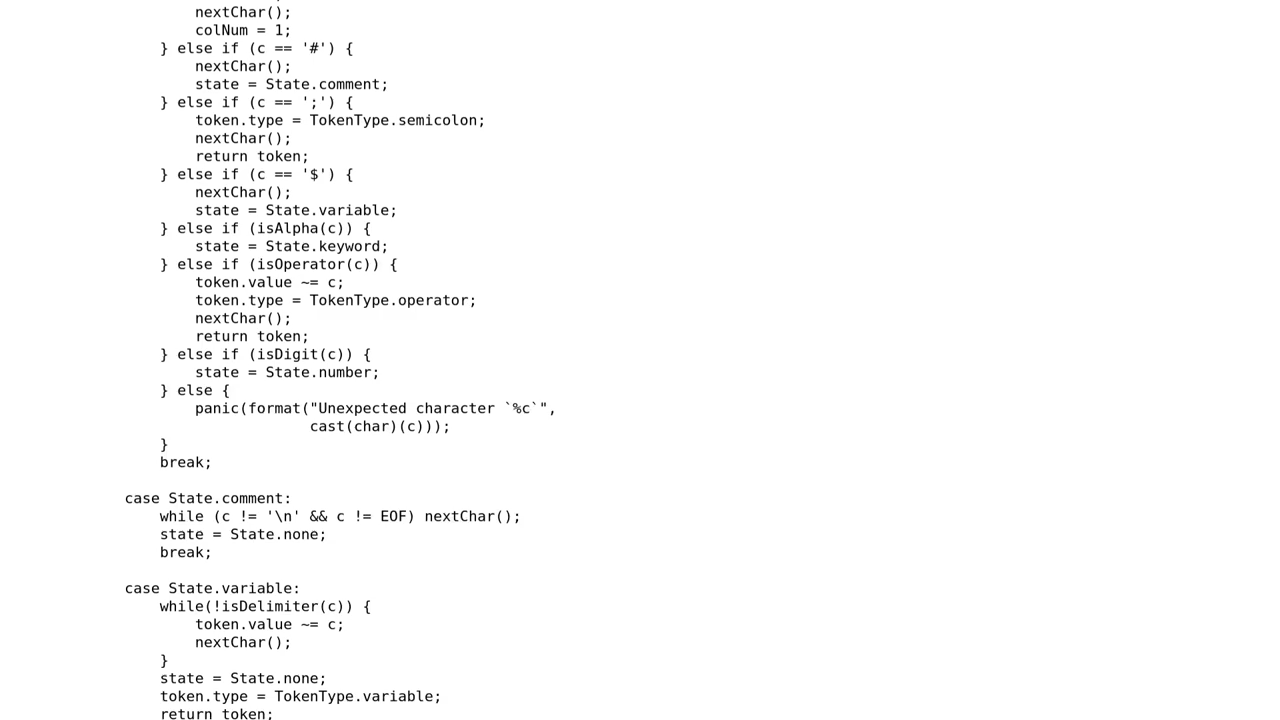 nextChar();
            colNum = 1;
        } else if (c == '#') {
            nextChar();
            state = State.comment;
        } else if (c == ';') {
            token.type = TokenType.semicolon;
            nextChar();
            return token;
        } else if (c == '$') {
            nextChar();
            state = State.variable;
        } else if (isAlpha(c)) {
            state = State.keyword;
        } else if (isOperator(c)) {
            token.value ~= c;
            token.type = TokenType.operator;
            nextChar();
            return token;
        } else if (isDigit(c)) {
            state = State.number;
        } else {
            panic(format("Unexpected character `%c`",
                         cast(char)(c)));
        }
        break;

    case State.comment:
        while (c != '\n' && c != EOF) nextChar();
        state = State.none;
        break;

    case State.variable:
        while(!isDelimiter(c)) {
            token.value ~= c;
            nextChar();
        }
        state = State.none;
        token.type = TokenType.variable;
        return token;